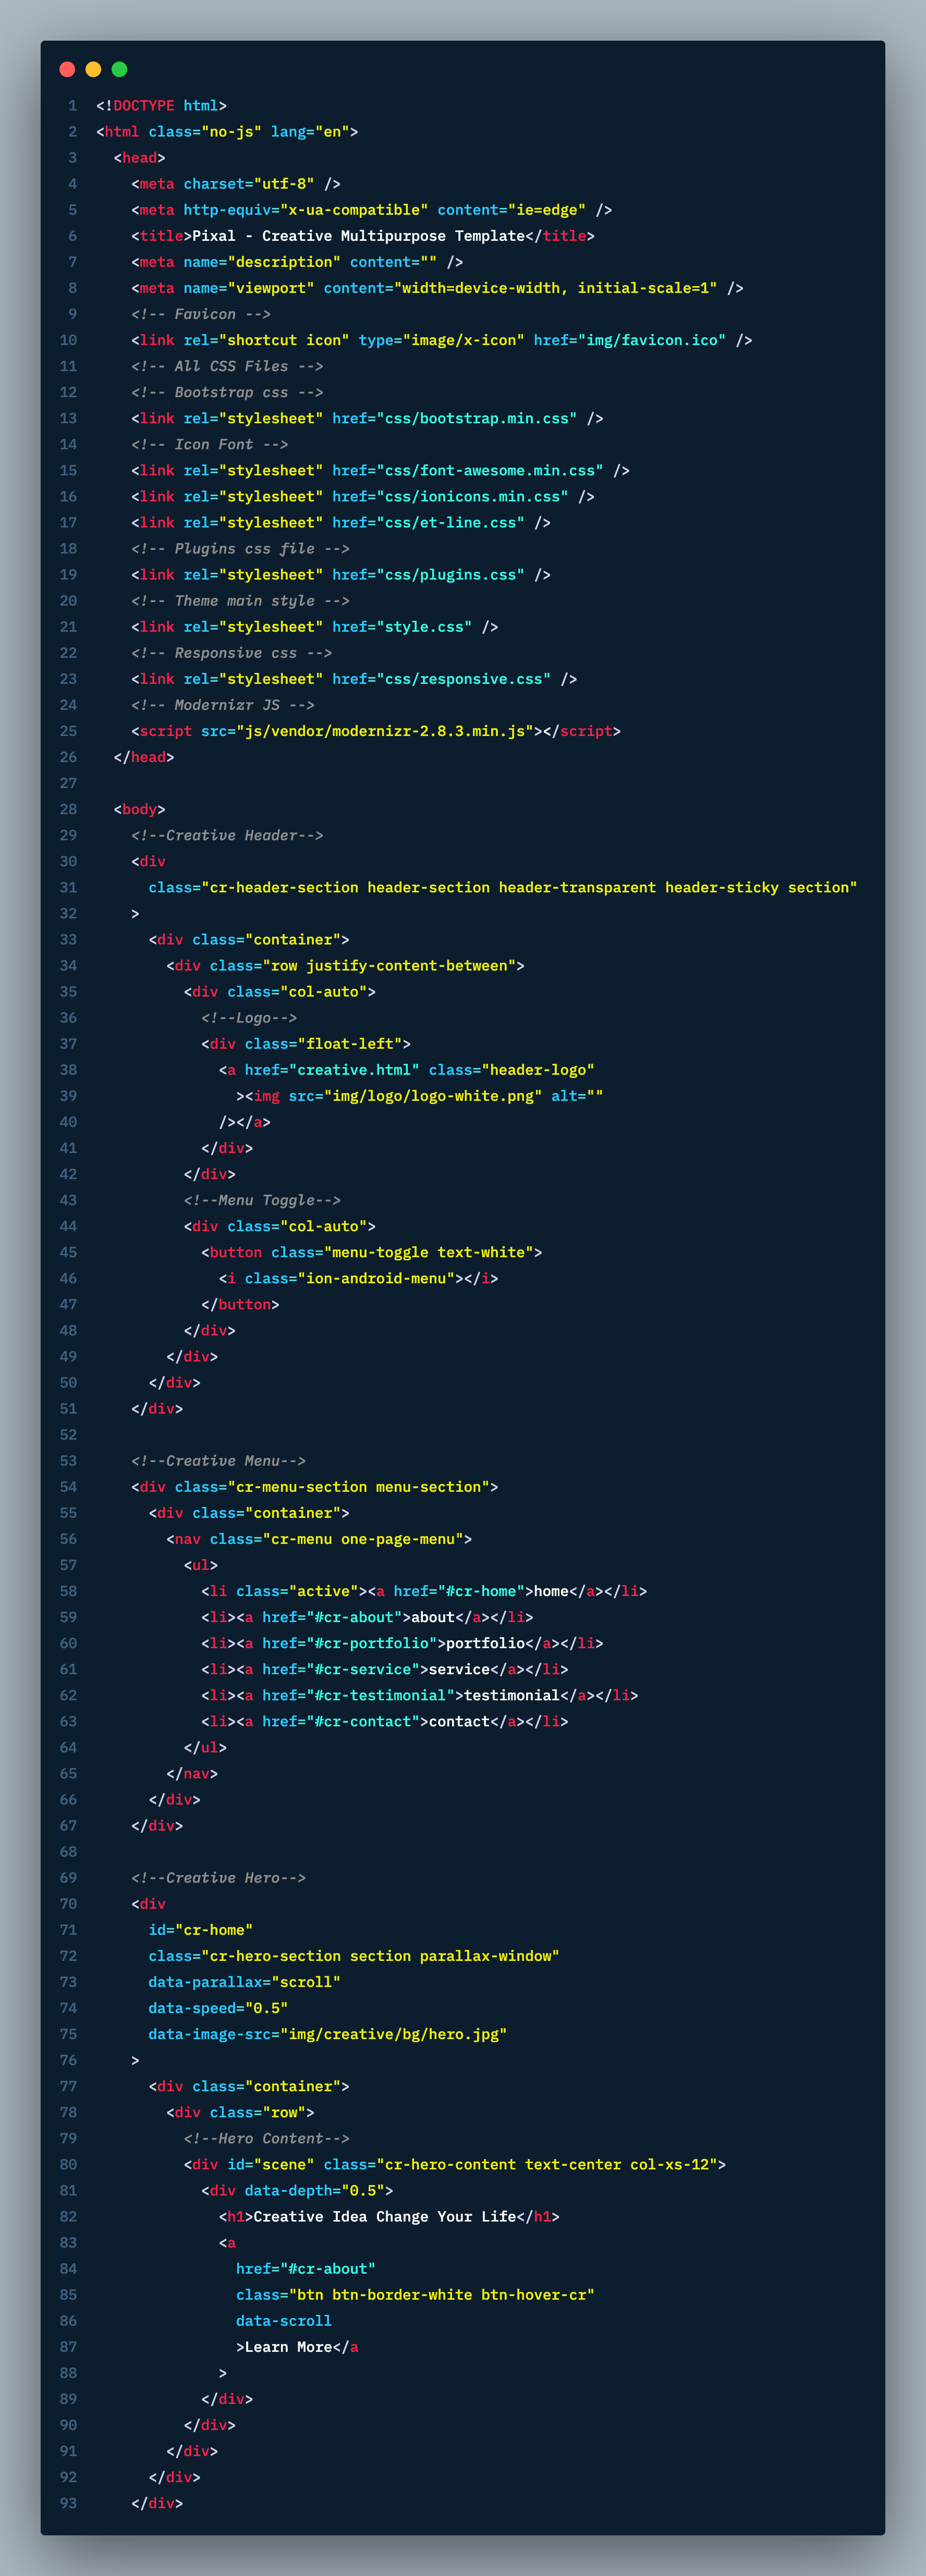 1 <!DOCTYPE html>
2 <html class="no-js" lang="en">
3   <head>
4     <meta charset="utf-8" />
5     <meta http-equiv="x-ua-compatible" content="ie=edge" />
6     <title>Pixal - Creative Multipurpose Template</title>
7     <meta name="description" content="" />
8     <meta name="viewport" content="width=device-width, initial-scale=1" />
9     <!-- Favicon -->
10     <link rel="shortcut icon" type="image/x-icon" href="img/favicon.ico" />
11     <!-- All CSS Files -->
12     <!-- Bootstrap css -->
13     <link rel="stylesheet" href="css/bootstrap.min.css" />
14     <!-- Icon Font -->
15     <link rel="stylesheet" href="css/font-awesome.min.css" />
16     <link rel="stylesheet" href="css/ionicons.min.css" />
17     <link rel="stylesheet" href="css/et-line.css" />
18     <!-- Plugins css file -->
19     <link rel="stylesheet" href="css/plugins.css" />
20     <!-- Theme main style -->
21     <link rel="stylesheet" href="style.css" />
22     <!-- Responsive css -->
23     <link rel="stylesheet" href="css/responsive.css" />
24     <!-- Modernizr JS -->
25     <script src="js/vendor/modernizr-2.8.3.min.js"></script>
26   </head>
27
28   <body>
29     <!--Creative Header-->
30     <div
31       class="cr-header-section header-section header-transparent header-sticky section"
32     >
33       <div class="container">
34         <div class="row justify-content-between">
35           <div class="col-auto">
36             <!--Logo-->
37             <div class="float-left">
38               <a href="creative.html" class="header-logo"
39                 ><img src="img/logo/logo-white.png" alt=""
40               /></a>
41             </div>
42           </div>
43           <!--Menu Toggle-->
44           <div class="col-auto">
45             <button class="menu-toggle text-white">
46               <i class="ion-android-menu"></i>
47             </button>
48           </div>
49         </div>
50       </div>
51     </div>
52
53     <!--Creative Menu-->
54     <div class="cr-menu-section menu-section">
55       <div class="container">
56         <nav class="cr-menu one-page-menu">
57           <ul>
58             <li class="active"><a href="#cr-home">home</a></li>
59             <li><a href="#cr-about">about</a></li>
60             <li><a href="#cr-portfolio">portfolio</a></li>
61             <li><a href="#cr-service">service</a></li>
62             <li><a href="#cr-testimonial">testimonial</a></li>
63             <li><a href="#cr-contact">contact</a></li>
64           </ul>
65         </nav>
66       </div>
67     </div>
68
69     <!--Creative Hero-->
70     <div
71       id="cr-home"
72       class="cr-hero-section section parallax-window"
73       data-parallax="scroll"
74       data-speed="0.5"
75       data-image-src="img/creative/bg/hero.jpg"
76     >
77       <div class="container">
78         <div class="row">
79           <!--Hero Content-->
80           <div id="scene" class="cr-hero-content text-center col-xs-12">
81             <div data-depth="0.5">
82               <h1>Creative Idea Change Your Life</h1>
83               <a
84                 href="#cr-about"
85                 class="btn btn-border-white btn-hover-cr"
86                 data-scroll
87                 >Learn More</a
88               >
89             </div>
90           </div>
91         </div>
92       </div>
93     </div>